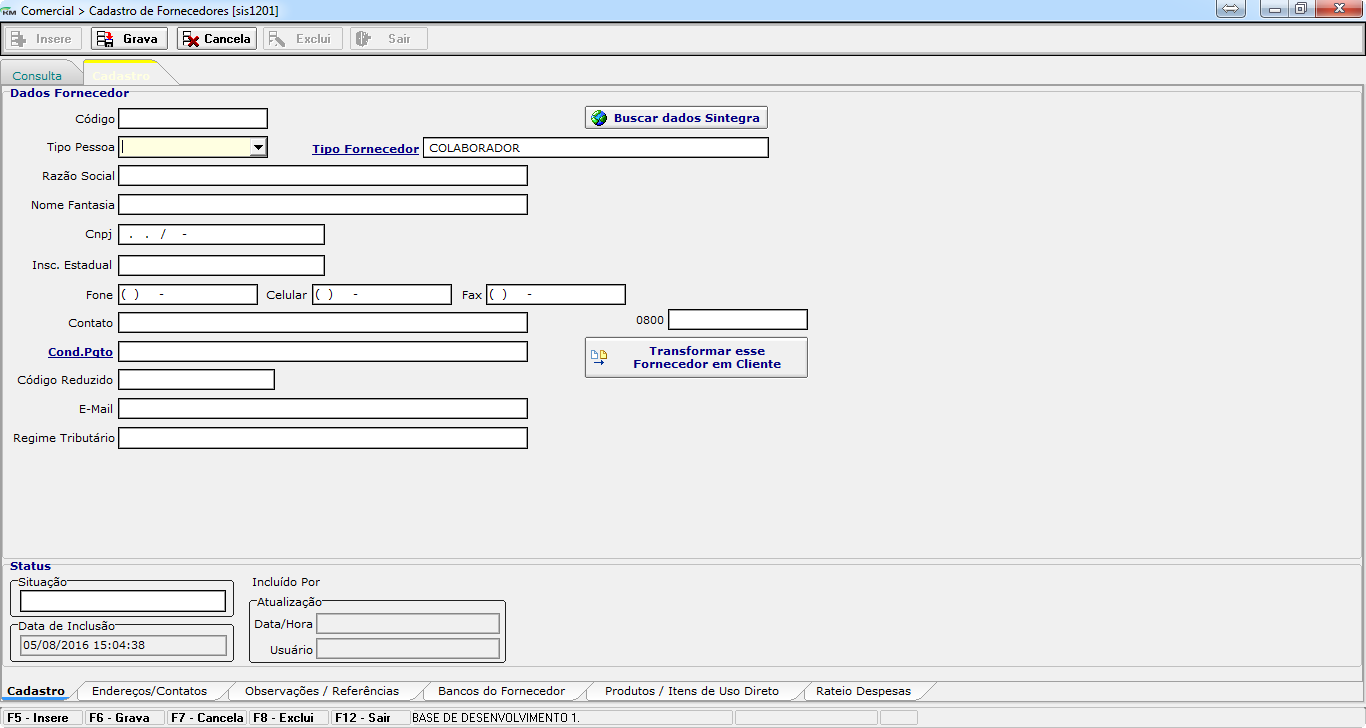 KM Comercial > Cadastro de Fornecedores [sis1201]
Insere Grava Cancela Exclui Sair
Consulta Cadastro
Dados Fornecedor
Código Buscar dados Sintegra
Tipo Pessoa Tipo Fornecedor COLABORADOR
Razão Social
Nome Fantasia
Cnpj . . / -
Insc. Estadual
Fone ( ) - Celular ( ) - Fax ( ) -
Contato 0800
Cond.Pgto Transformar esse
Fornecedor em Cliente
Código Reduzido
E-Mail
Regime Tributário
Status
Situação Incluído Por
Atualização
Data/Hora
Data de Inclusão
05/08/2016 15:04:38
Usuário
Cadastro Endereços/Contatos Observações / Referências Bancos do Fornecedor Produtos / Itens de Uso Direto Rateio Despesas
F5 - Insere F6 - Grava F7 - Cancela F8 - Exclui F12 - Sair BASE DE DESENVOLVIMENTO 1.